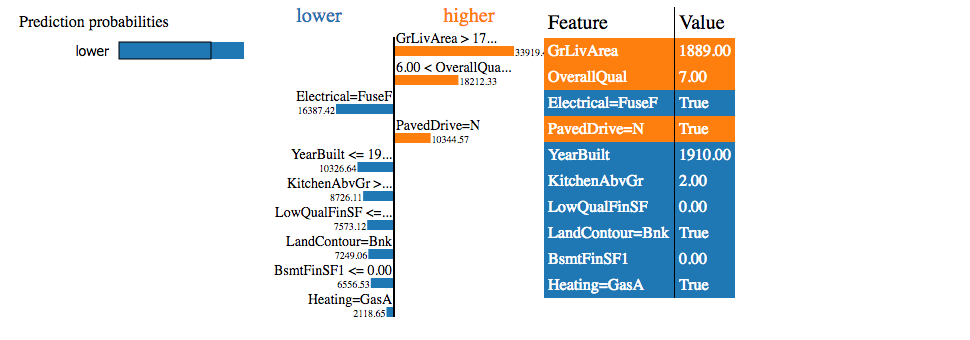 Prediction probabilities
lower
lower
higher
GrLivArea > 17...
33919.
6.00 < OverallQua...
18212.33
Electrical=FuseF
16387.42
PavedDrive=N
10344.57
YearBuilt <= 19...
10326.64
KitchenAbvGr >...
8726.11
LowQualFinSF <=...
7573.12
LandContour=Bnk
7249.06
BsmtFinSF1 <= 0.00
6556.53
Heating=GasA
2118.65
Feature Value
GrLivArea 1889.00
OverallQual 7.00
Electrical=FuseF True
PavedDrive=N True
YearBuilt 1910.00
KitchenAbvGr 2.00
LowQualFinSF 0.00
LandContour=Bnk True
BsmtFinSF1 0.00
Heating=GasA True